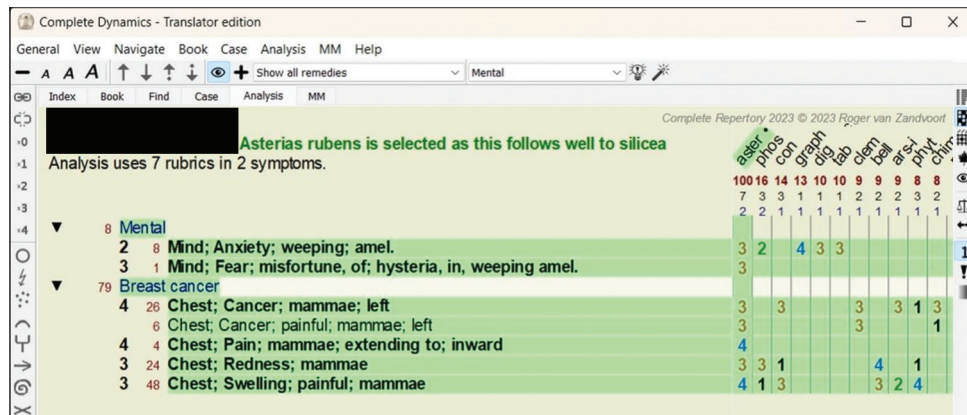 Complete Dynamics - Translator edition
General View Navigate Book Case Analysis MM Help
A A A Show all remedies Mental
Index Book Find Case Analysis MM
Complete Repertory 2023 © 2023 Roger van Zandvoort
Asterias rubens is selected as this follows well to silicea
Analysis uses 7 rubrics in 2 symptoms.
aster phos con graph dig tab clem bell ars-i phyt chim
100 16 14 13 10 10 9 9 9 8 8
7 3 3 1 1 1 2 2 2 3 2
2 2 1 1 1 1 1 1 1 1 1
8 Mental
2 8 Mind; Anxiety; weeping; amel. 3 2 4 3 3
3 1 Mind; Fear; misfortune, of; hysteria, in, weeping amel. 3
79 Breast cancer
4 26 Chest; Cancer; mammae; left 3 3 3 3 1 3
6 Chest; Cancer; painful; mammae; left 3 3 1
4 4 Chest; Pain; mammae; extending to; inward 4
3 24 Chest; Redness; mammae 3 3 1 4 1
3 48 Chest; Swelling; painful; mammae 4 1 3 3 2 4
×0
×1
×2
×3
×4